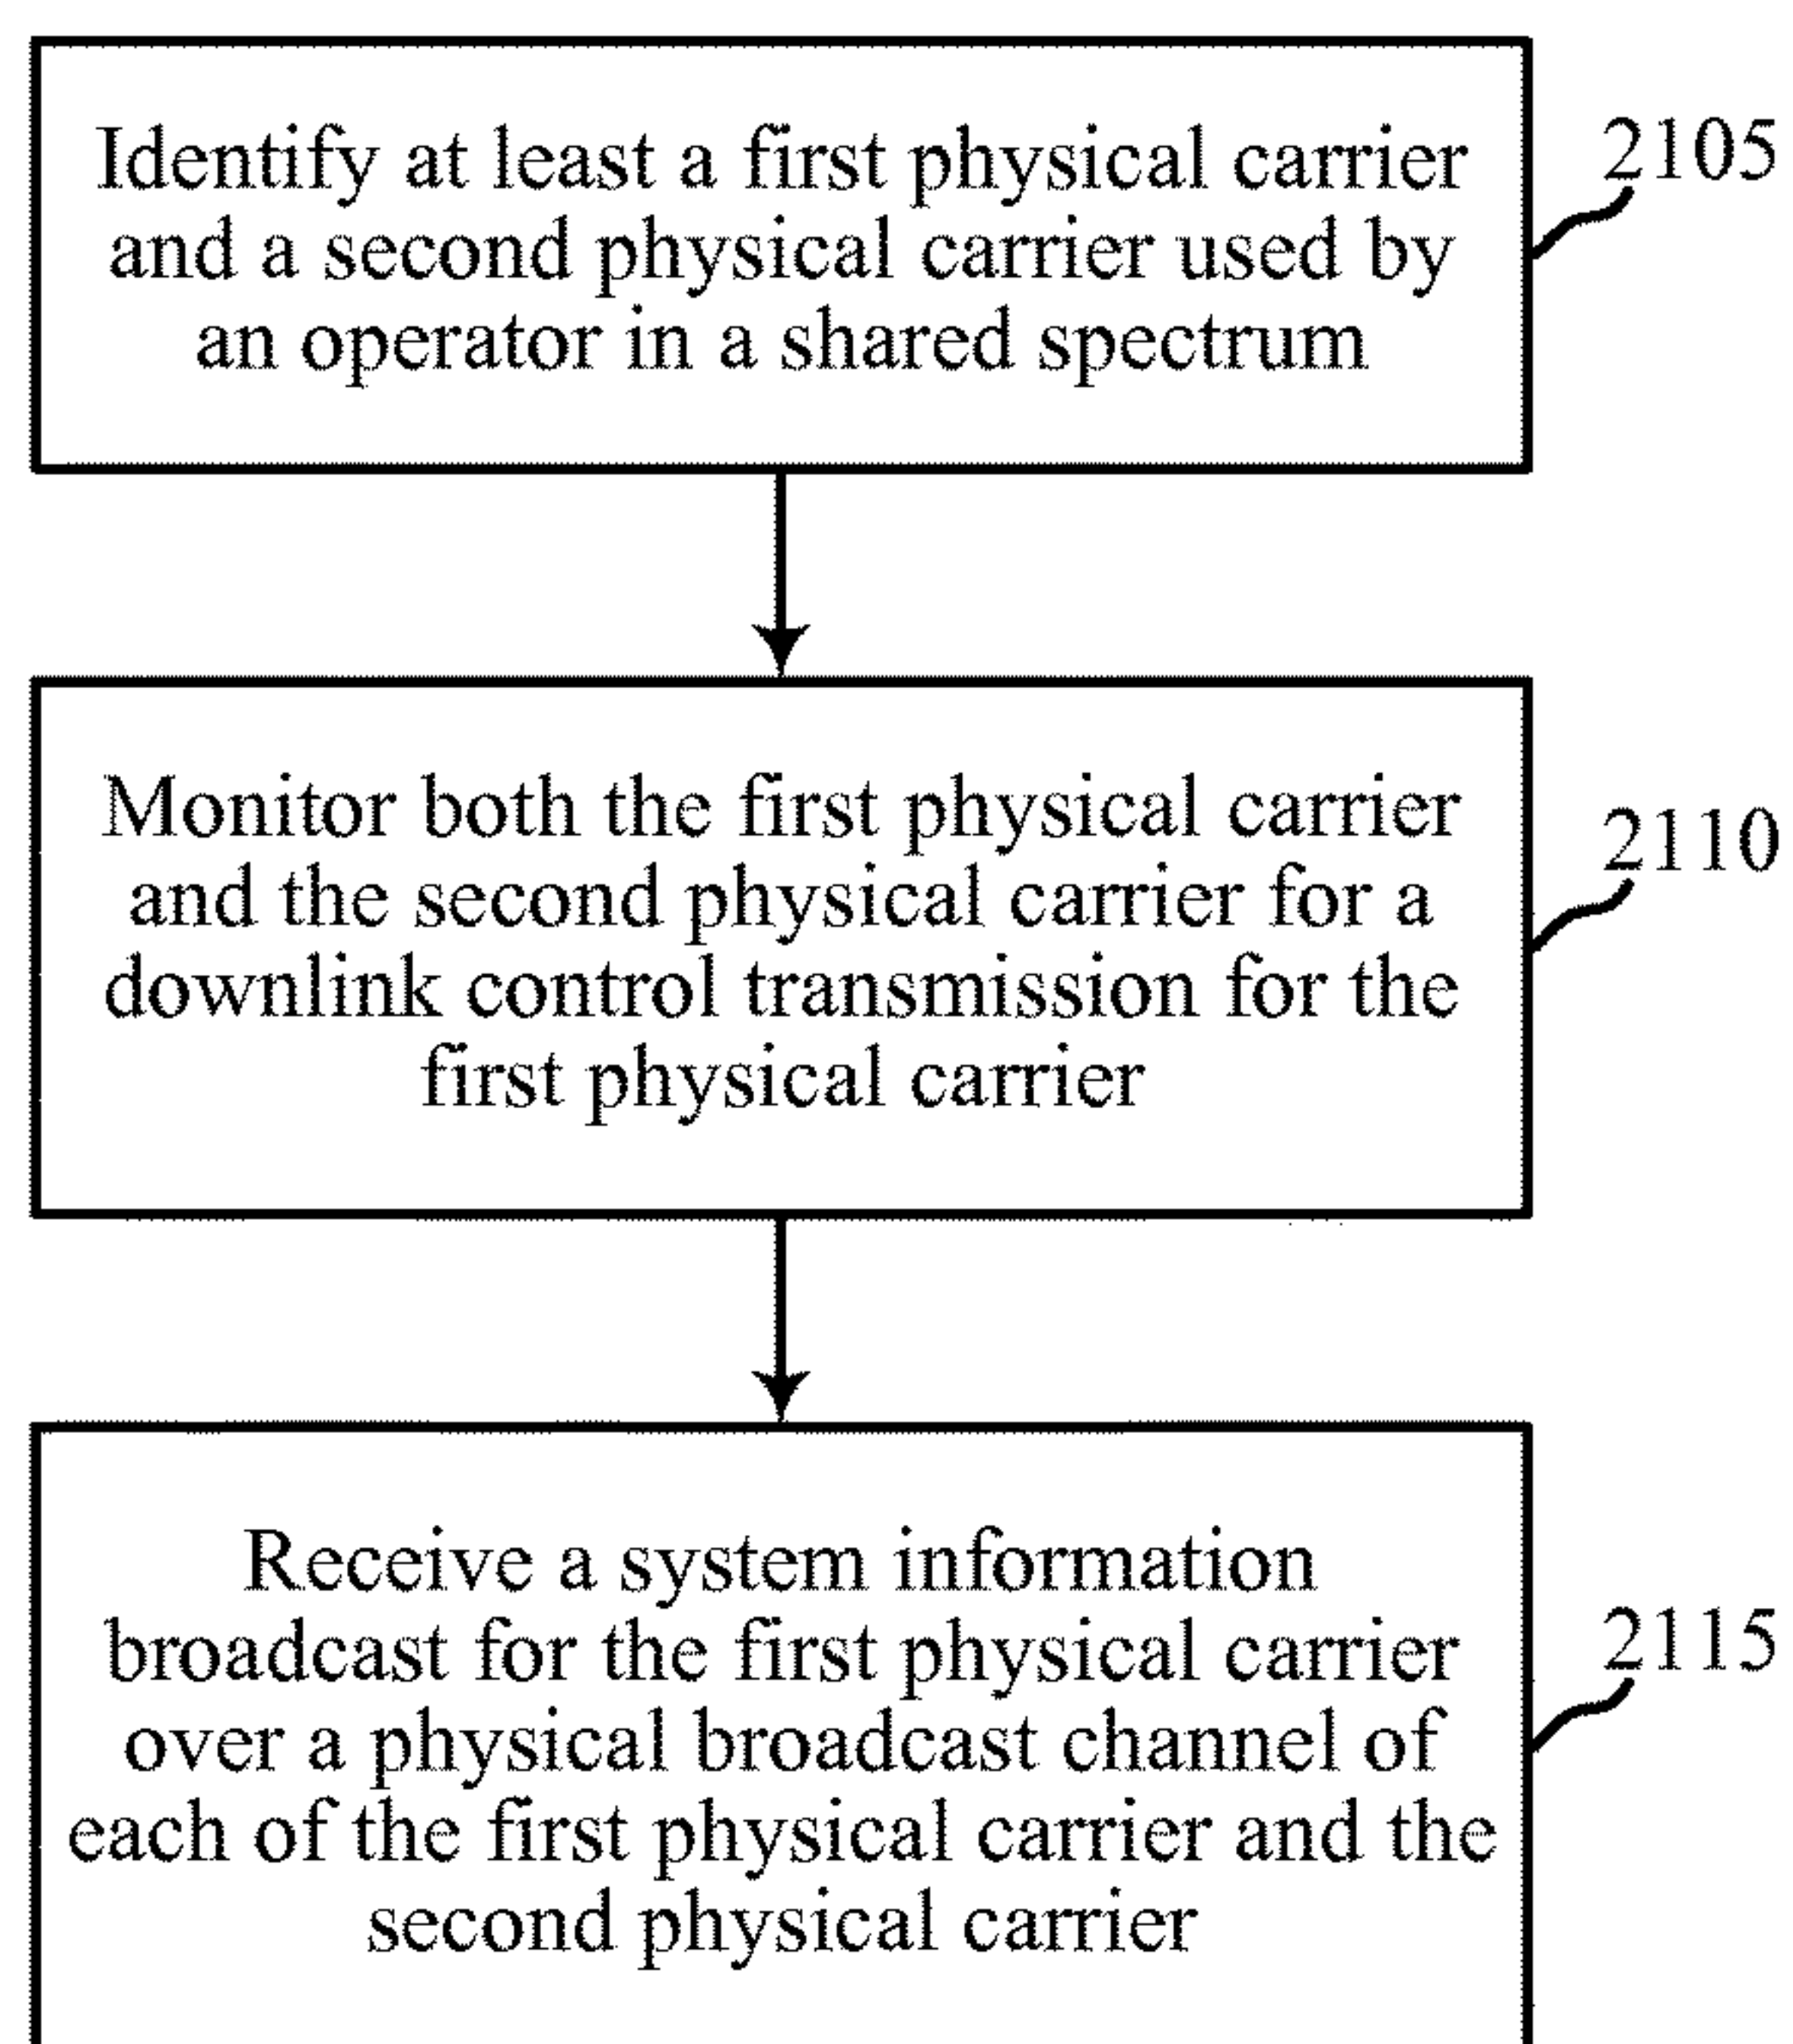 Identify at least a first physical carrier
and a second physical carrier used by
an operator in a shared spectrum
2105
Monitor both the first physical carrier
and the second physical carrier for a
downlink control transmission for the
first physical carrier
2110
Receive a system information
broadcast for the first physical carrier
over a physical broadcast channel of
each of the first physical carrier and the
second physical carrier
2115